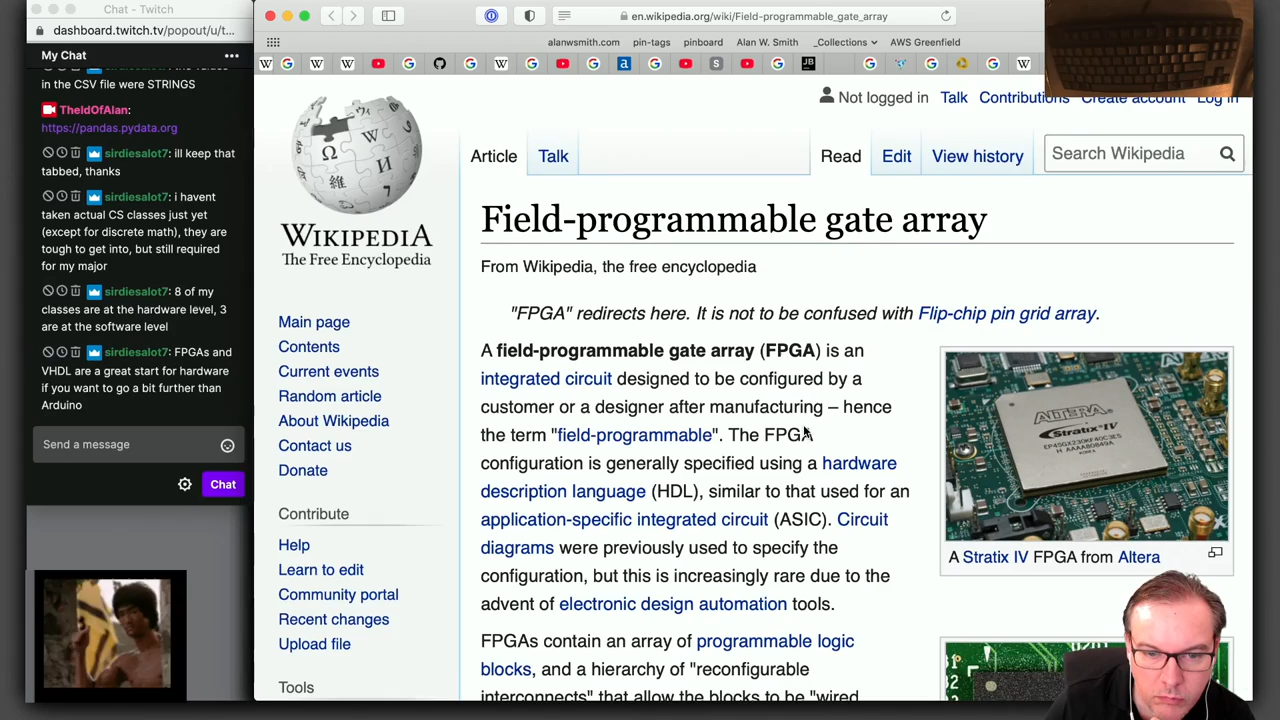 Chat - Twitch
dashboard.twitch.tv/popout/u/t...
My Chat
in the CSV file were STRINGS
TheIdOfAlan:
https://pandas.pydata.org
sirdiesalot7: ill keep that
tabbed, thanks
sirdiesalot7: i havent
taken actual CS classes just yet
(except for discrete math), they are
tough to get into, but still required
for my major
sirdiesalot7: 8 of my
classes are at the hardware level, 3
are at the software level
sirdiesalot7: FPGAs and
VHDL are a great start for hardware
if you want to go a bit further than
Arduino
Send a message
Chat
en.wikipedia.org/wiki/Field-programmable_gate_array
alanwsmith.com pin-tags pinboard Alan W. Smith _Collections AWS Greenfield
Not logged in Talk Contributions Create account Log in
Article Talk Read Edit View history Search Wikipedia
WIKIPEDIA
The Free Encyclopedia
Main page
Contents
Current events
Random article
About Wikipedia
Contact us
Donate
Contribute
Help
Learn to edit
Community portal
Recent changes
Upload file
Tools
Field-programmable gate array
From Wikipedia, the free encyclopedia
"FPGA" redirects here. It is not to be confused with Flip-chip pin grid array.
A field-programmable gate array (FPGA) is an
integrated circuit designed to be configured by a
customer or a designer after manufacturing – hence
the term "field-programmable". The FPGA
configuration is generally specified using a hardware
description language (HDL), similar to that used for an
application-specific integrated circuit (ASIC). Circuit
diagrams were previously used to specify the
configuration, but this is increasingly rare due to the
advent of electronic design automation tools.
FPGAs contain an array of programmable logic
blocks, and a hierarchy of "reconfigurable
interconnects" that allow the blocks to be "wired
ALTERA
Stratix IV
A Stratix IV FPGA from Altera